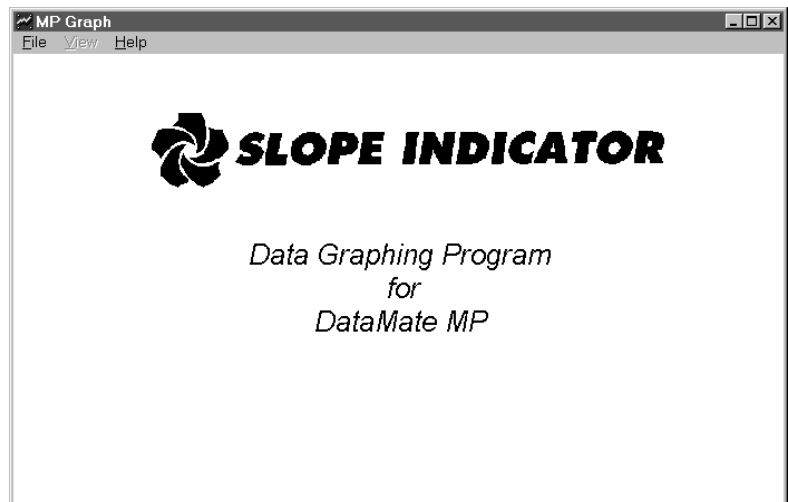 MP Graph
File View Help
SLOPE INDICATOR
Data Graphing Program
for
DataMate MP